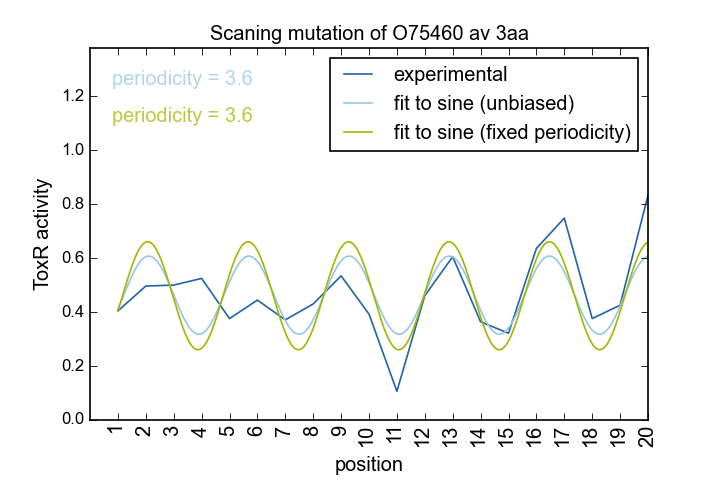 Scaning mutation of O75460 av 3aa
periodicity = 3.6
periodicity = 3.6
experimental
fit to sine (unbiased)
fit to sine (fixed periodicity)
ToxR activity
1.2
1.0
0.8
0.6
0.4
0.2
0.0
1 2 3 4 5 6 7 8 9 10 11 12 13 14 15 16 17 18 19 20
position